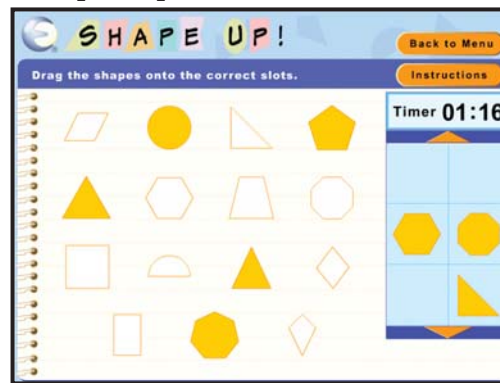 SHAPE UP!
Back to Menu
Drag the shapes onto the correct slots.
Instructions
Timer 01:16